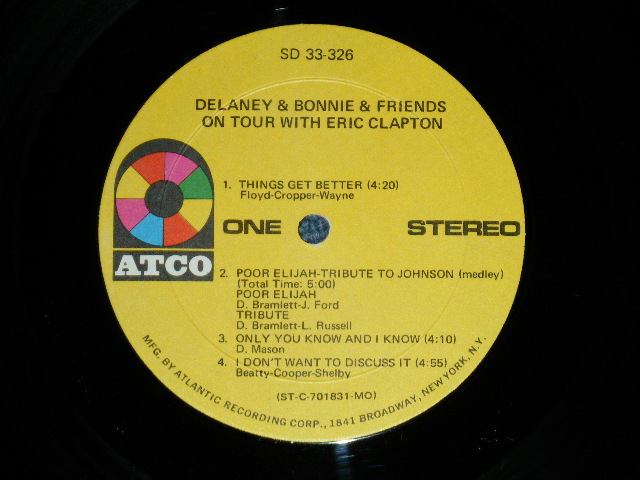 SD 33-326
DELANEY & BONNIE & FRIENDS
ON TOUR WITH ERIC CLAPTON
1. THINGS GET BETTER (4:20)
Floyd-Cropper-Wayne
ONE
STEREO
ATCO
2. POOR ELIJAH-TRIBUTE TO JOHNSON (medley)
(Total Time: 5:00)
POOR ELIJAH
D. Bramlett-J. Ford
TRIBUTE
D. Bramlett-L. Russell
3. ONLY YOU KNOW AND I KNOW (4:10)
D. Mason
4. I DON'T WANT TO DISCUSS IT (4:55)
Beatty-Cooper-Shelby
(ST-C-701831-MO)
MFG. BY ATLANTIC RECORDING CORP., 1841 BROADWAY, NEW YORK, N.Y.